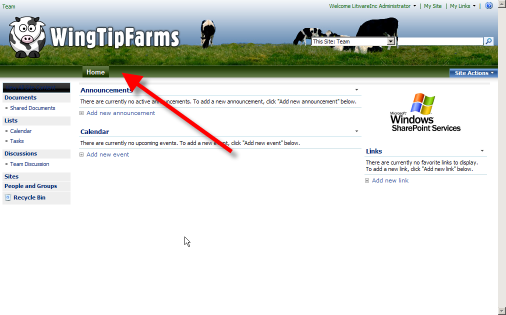 Team
Welcome LitwareInc Administrator | My Site | My Links |
WingTipFarms
This Site: Team
Home
Site Actions
Documents
Shared Documents
Lists
Calendar
Tasks
Discussions
Team Discussion
Sites
People and Groups
Recycle Bin
Announcements
There are currently no active announcements. To add a new announcement, click "Add new announcement" below.
Add new announcement
Calendar
There are currently no upcoming events. To add a new event, click "Add new event" below.
Add new event
Microsoft
Windows
SharePoint Services
Links
There are currently no favorite links to display.
To add a new link, click "Add new link" below.
Add new link